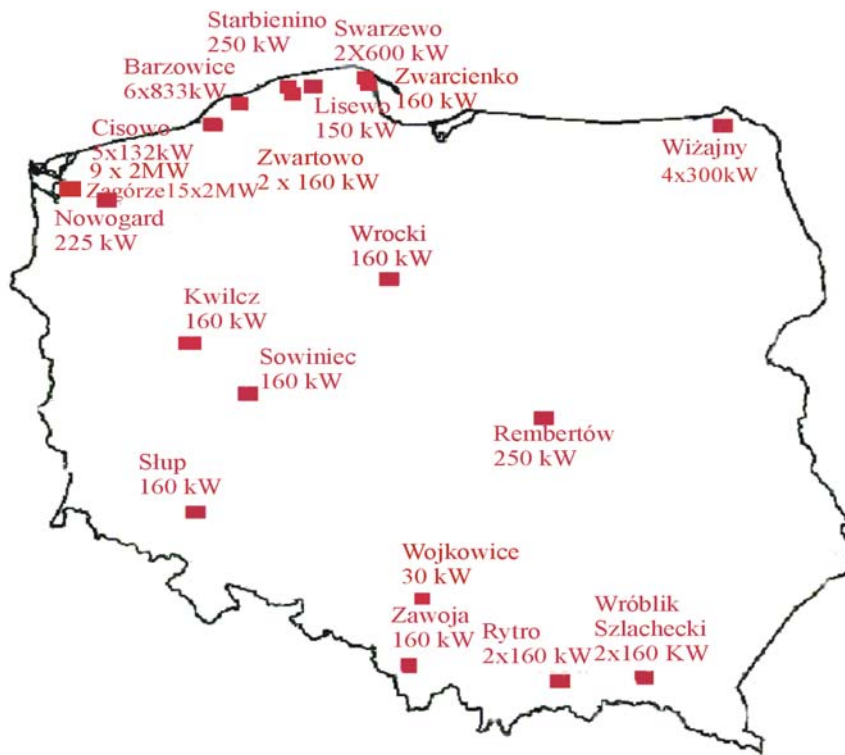 Starbienino
250 kW
Swarzewo
2X600 kW
Barzowice
6x833kW
Zwarcienko
160 kW
Lisewo
150 kW
Cisowo
5x132kW
9 x 2MW
Zwartowo
2 x 160 kW
Wiżajny
4x300kW
Zagórze15x2MW
Nowogard
225 kW
Wrocki
160 kW
Kwilcz
160 kW
Sowiniec
160 kW
Rembertów
250 kW
Słup
160 kW
Wojkowice
30 kW
Zawoja
160 kW
Rytro
2x160 kW
Wróblik
Szlachecki
2x160 KW